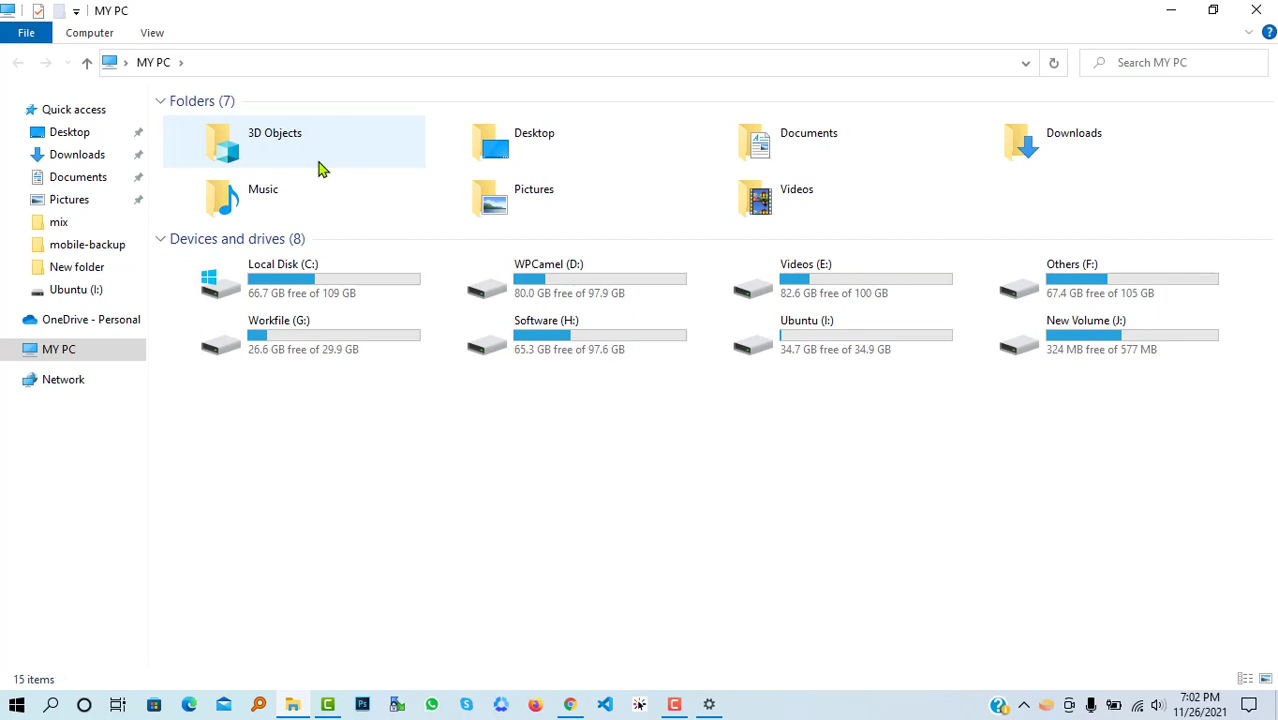 MY PC
File Computer View
MY PC Search MY PC
Quick access
Desktop
Downloads
Documents
Pictures
mix
mobile-backup
New folder
Ubuntu (I:)
OneDrive - Personal
MY PC
Network
Folders (7)
3D Objects Desktop Documents Downloads
Music Pictures Videos
Devices and drives (8)
Local Disk (C:) WPCamel (D:) Videos (E:) Others (F:)
66.7 GB free of 109 GB 80.0 GB free of 97.9 GB 82.6 GB free of 100 GB 67.4 GB free of 105 GB
Workfile (G:) Software (H:) Ubuntu (I:) New Volume (J:)
26.6 GB free of 29.9 GB 65.3 GB free of 97.6 GB 34.7 GB free of 34.9 GB 324 MB free of 577 MB
15 items
7:02 PM
11/26/2021